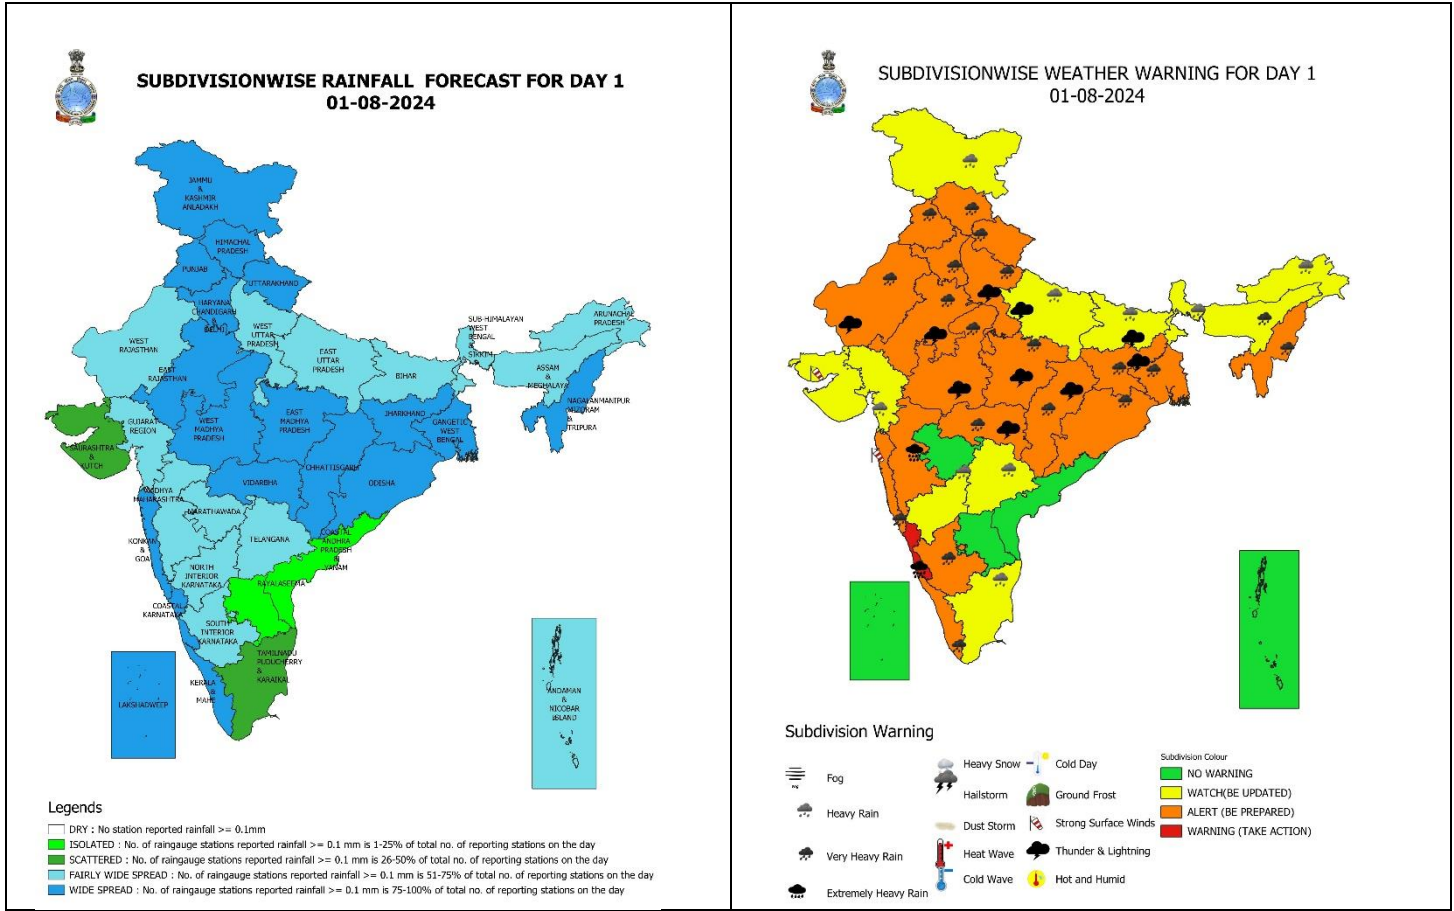 SUBDIVISIONWISE RAINFALL FORECAST FOR DAY 1
01-08-2024
JAMMU
&
KASHMIR
ANLADAKH
HIMACHAL
PRADESH
PUNJAB
UTTARAKHAND
HARYANA
CHANDIGARH
&
DELHI
WEST
RAJASTHAN
WEST
UTTAR
PRADESH
EAST
UTTAR
PRADESH
SUB-HIMALAYAN
WEST
BENGAL
&
SIKKIM
ARUNACHAL
PRADESH
EAST
RAJASTHAN
BIHAR
ASSAM
&
MEGHALAYA
NAGALANMANIPUR
MIZORAM
&
TRIPURA
GUJARAT
REGION
WEST
MADHYA
PRADESH
EAST
MADHYA
PRADESH
JHARKHAND
GANGETIC
WEST
BENGAL
SAURASHTRA
&
KUTCH
CHHATTISGARH
VIDARBHA
ODISHA
MADHYA
MAHARASHTRA
MARATHAWADA
KONKAN
&
GOA
TELANGANA
COASTAL
ANDHRA
PRADESH
&
YANAM
NORTH
INTERIOR
KARNATAKA
RAYALASEEMA
COASTAL
KARNATAKA
SOUTH
INTERIOR
KARNATAKA
TAMILNADU
PUDUCHERRY
&
KARAIKAL
KERALA
&
MAHE
LAKSHADWEEP
ANDAMAN
&
NICOBAR
ISLAND
Legends
DRY : No station reported rainfall >= 0.1mm
ISOLATED : No. of raingauge stations reported rainfall >= 0.1 mm is 1-25% of total no. of reporting stations on the day
SCATTERED : No. of raingauge stations reported rainfall >= 0.1 mm is 26-50% of total no. of reporting stations on the day
FAIRLY WIDE SPREAD : No. of raingauge stations reported rainfall >= 0.1 mm is 51-75% of total no. of reporting stations on the day
WIDE SPREAD : No. of raingauge stations reported rainfall >= 0.1 mm is 75-100% of total no. of reporting stations on the day
SUBDIVISIONWISE WEATHER WARNING FOR DAY 1
01-08-2024
Subdivision Warning
Fog
Heavy Rain
Very Heavy Rain
Extremely Heavy Rain
Heavy Snow
Hailstorm
Dust Storm
Heat Wave
Cold Wave
Cold Day
Ground Frost
Strong Surface Winds
Thunder & Lightning
Hot and Humid
Subdivision Colour
NO WARNING
WATCH(BE UPDATED)
ALERT (BE PREPARED)
WARNING (TAKE ACTION)